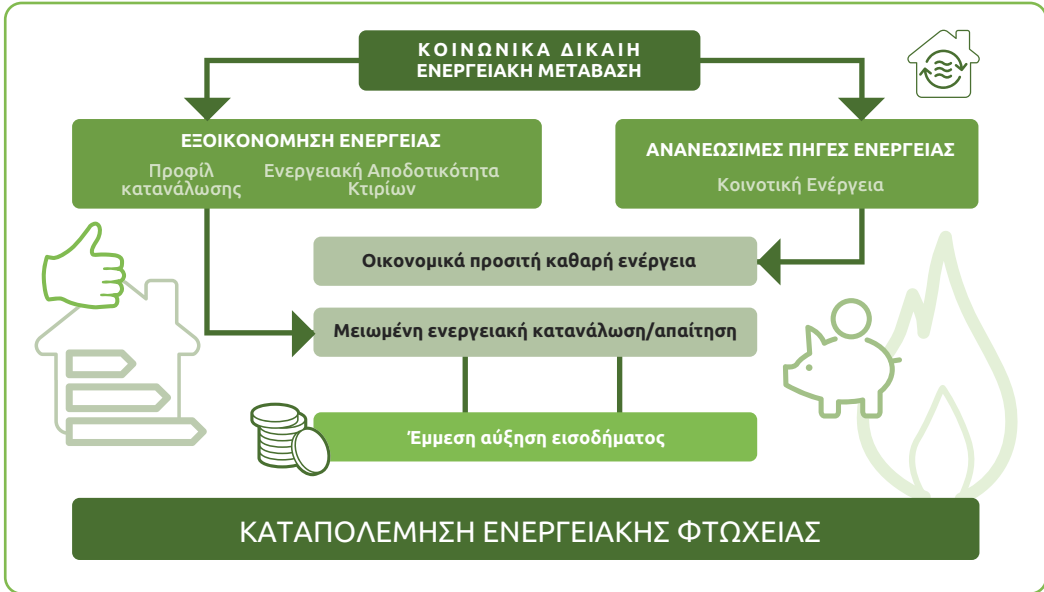 ΚΟΙΝΩΝΙΚΑ ΔΙΚΑΙΗ
ΕΝΕΡΓΕΙΑΚΗ ΜΕΤΑΒΑΣΗ
ΕΞΟΙΚΟΝΟΜΗΣΗ ΕΝΕΡΓΕΙΑΣ
Προφίλ
κατανάλωσης
Ενεργειακή Αποδοτικότητα
Κτιρίων
ΑΝΑΝΕΩΣΙΜΕΣ ΠΗΓΕΣ ΕΝΕΡΓΕΙΑΣ
Κοινοτική Ενέργεια
Οικονομικά προσιτή καθαρή ενέργεια
Μειωμένη ενεργειακή κατανάλωση/απαίτηση
Έμμεση αύξηση εισοδήματος
ΚΑΤΑΠΟΛΕΜΗΣΗ ΕΝΕΡΓΕΙΑΚΗΣ ΦΤΩΧΕΙΑΣ